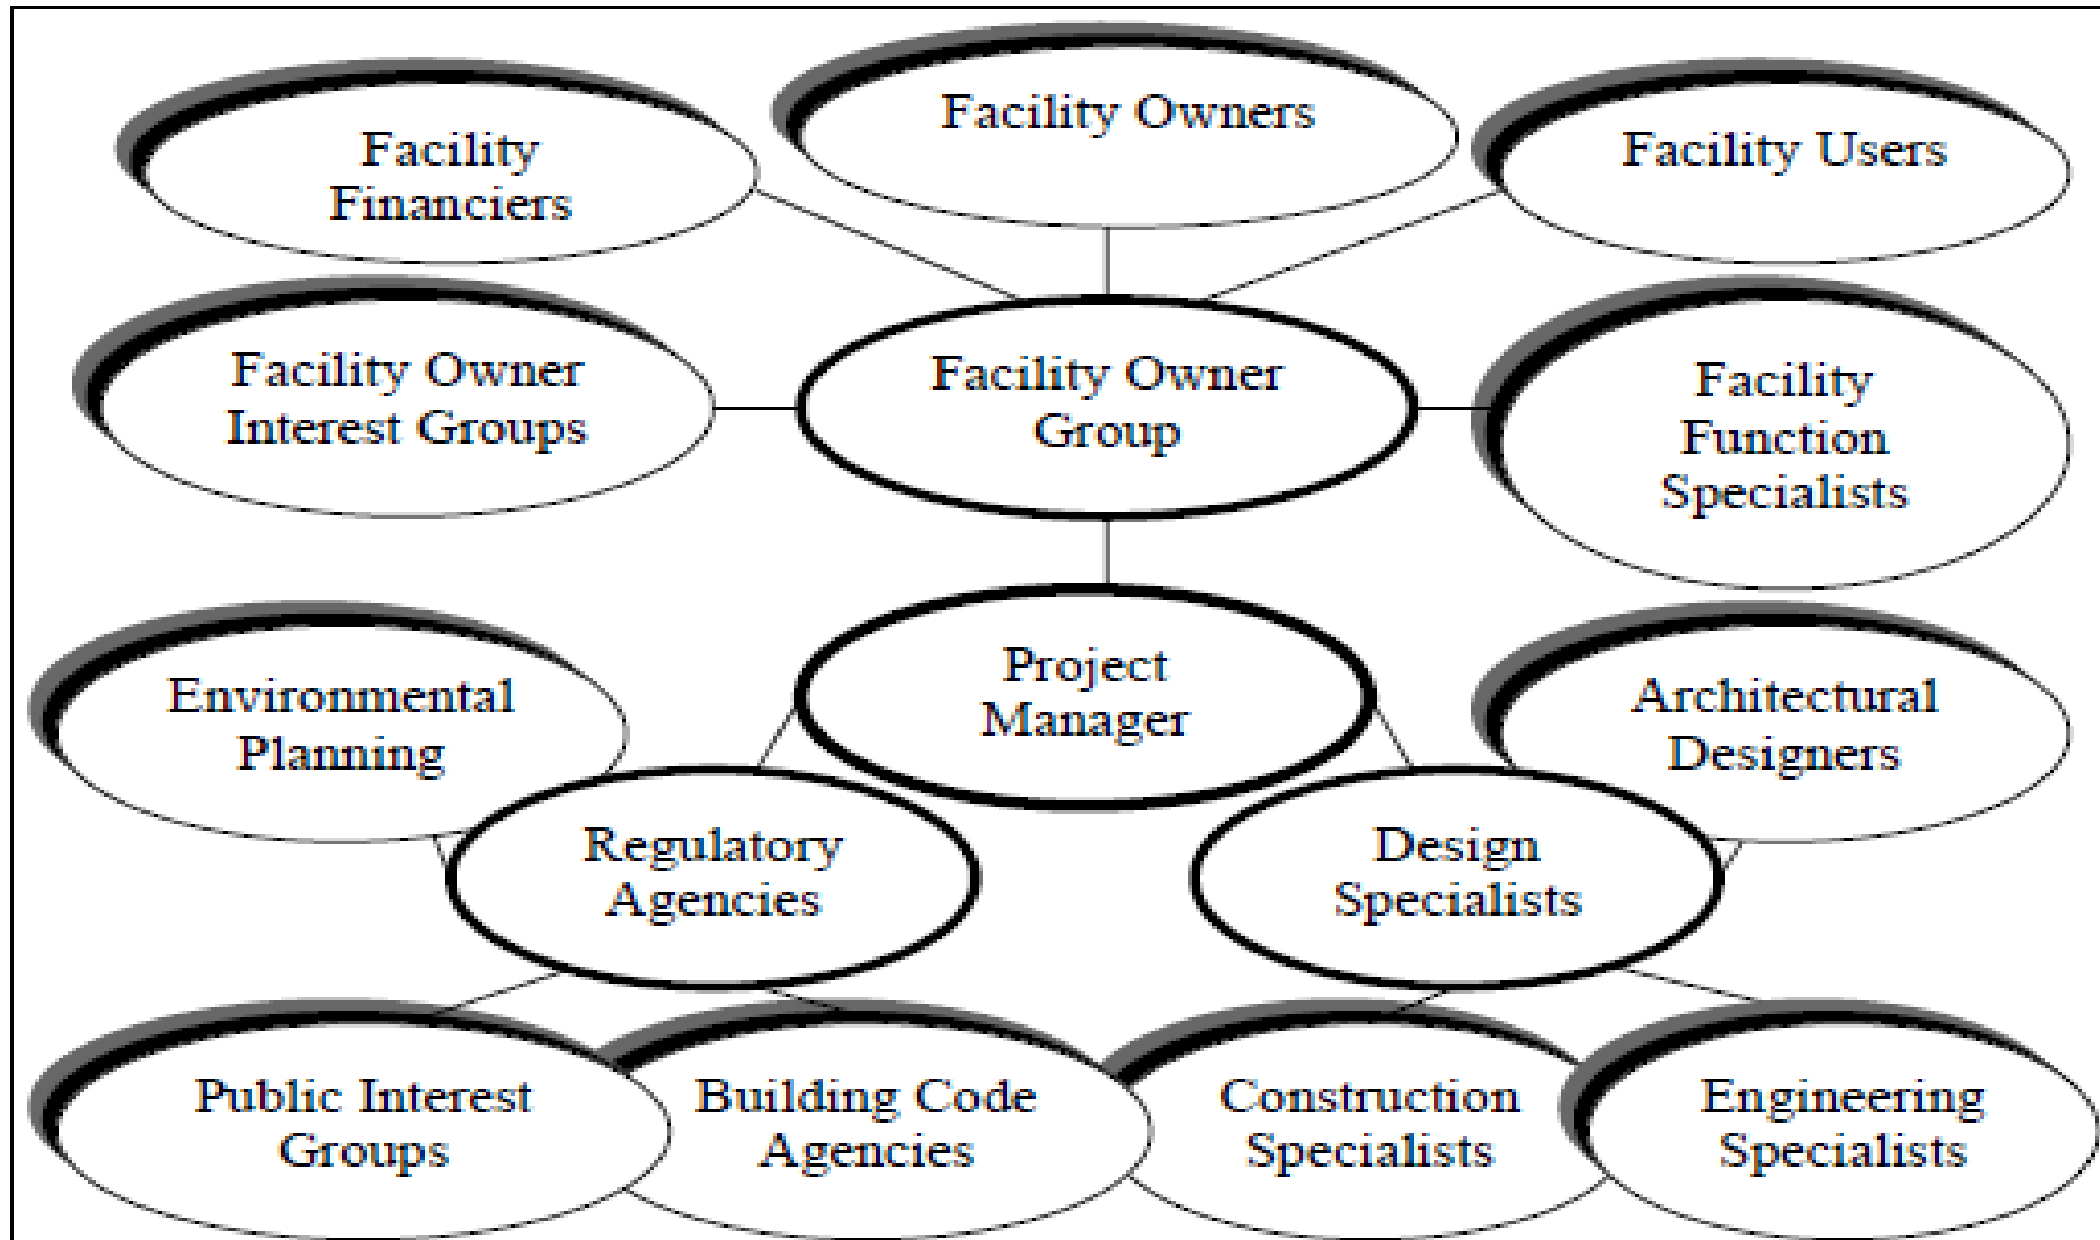 Facility Owners
Facility
Financiers
Facility Users
Facility Owner
Interest Groups
Facility Owner
Group
Facility
Function
Specialists
Project
Manager
Environmental
Planning
Architectural
Designers
Regulatory
Agencies
Design
Specialists
Public Interest
Groups
Building Code
Agencies
Construction
Specialists
Engineering
Specialists